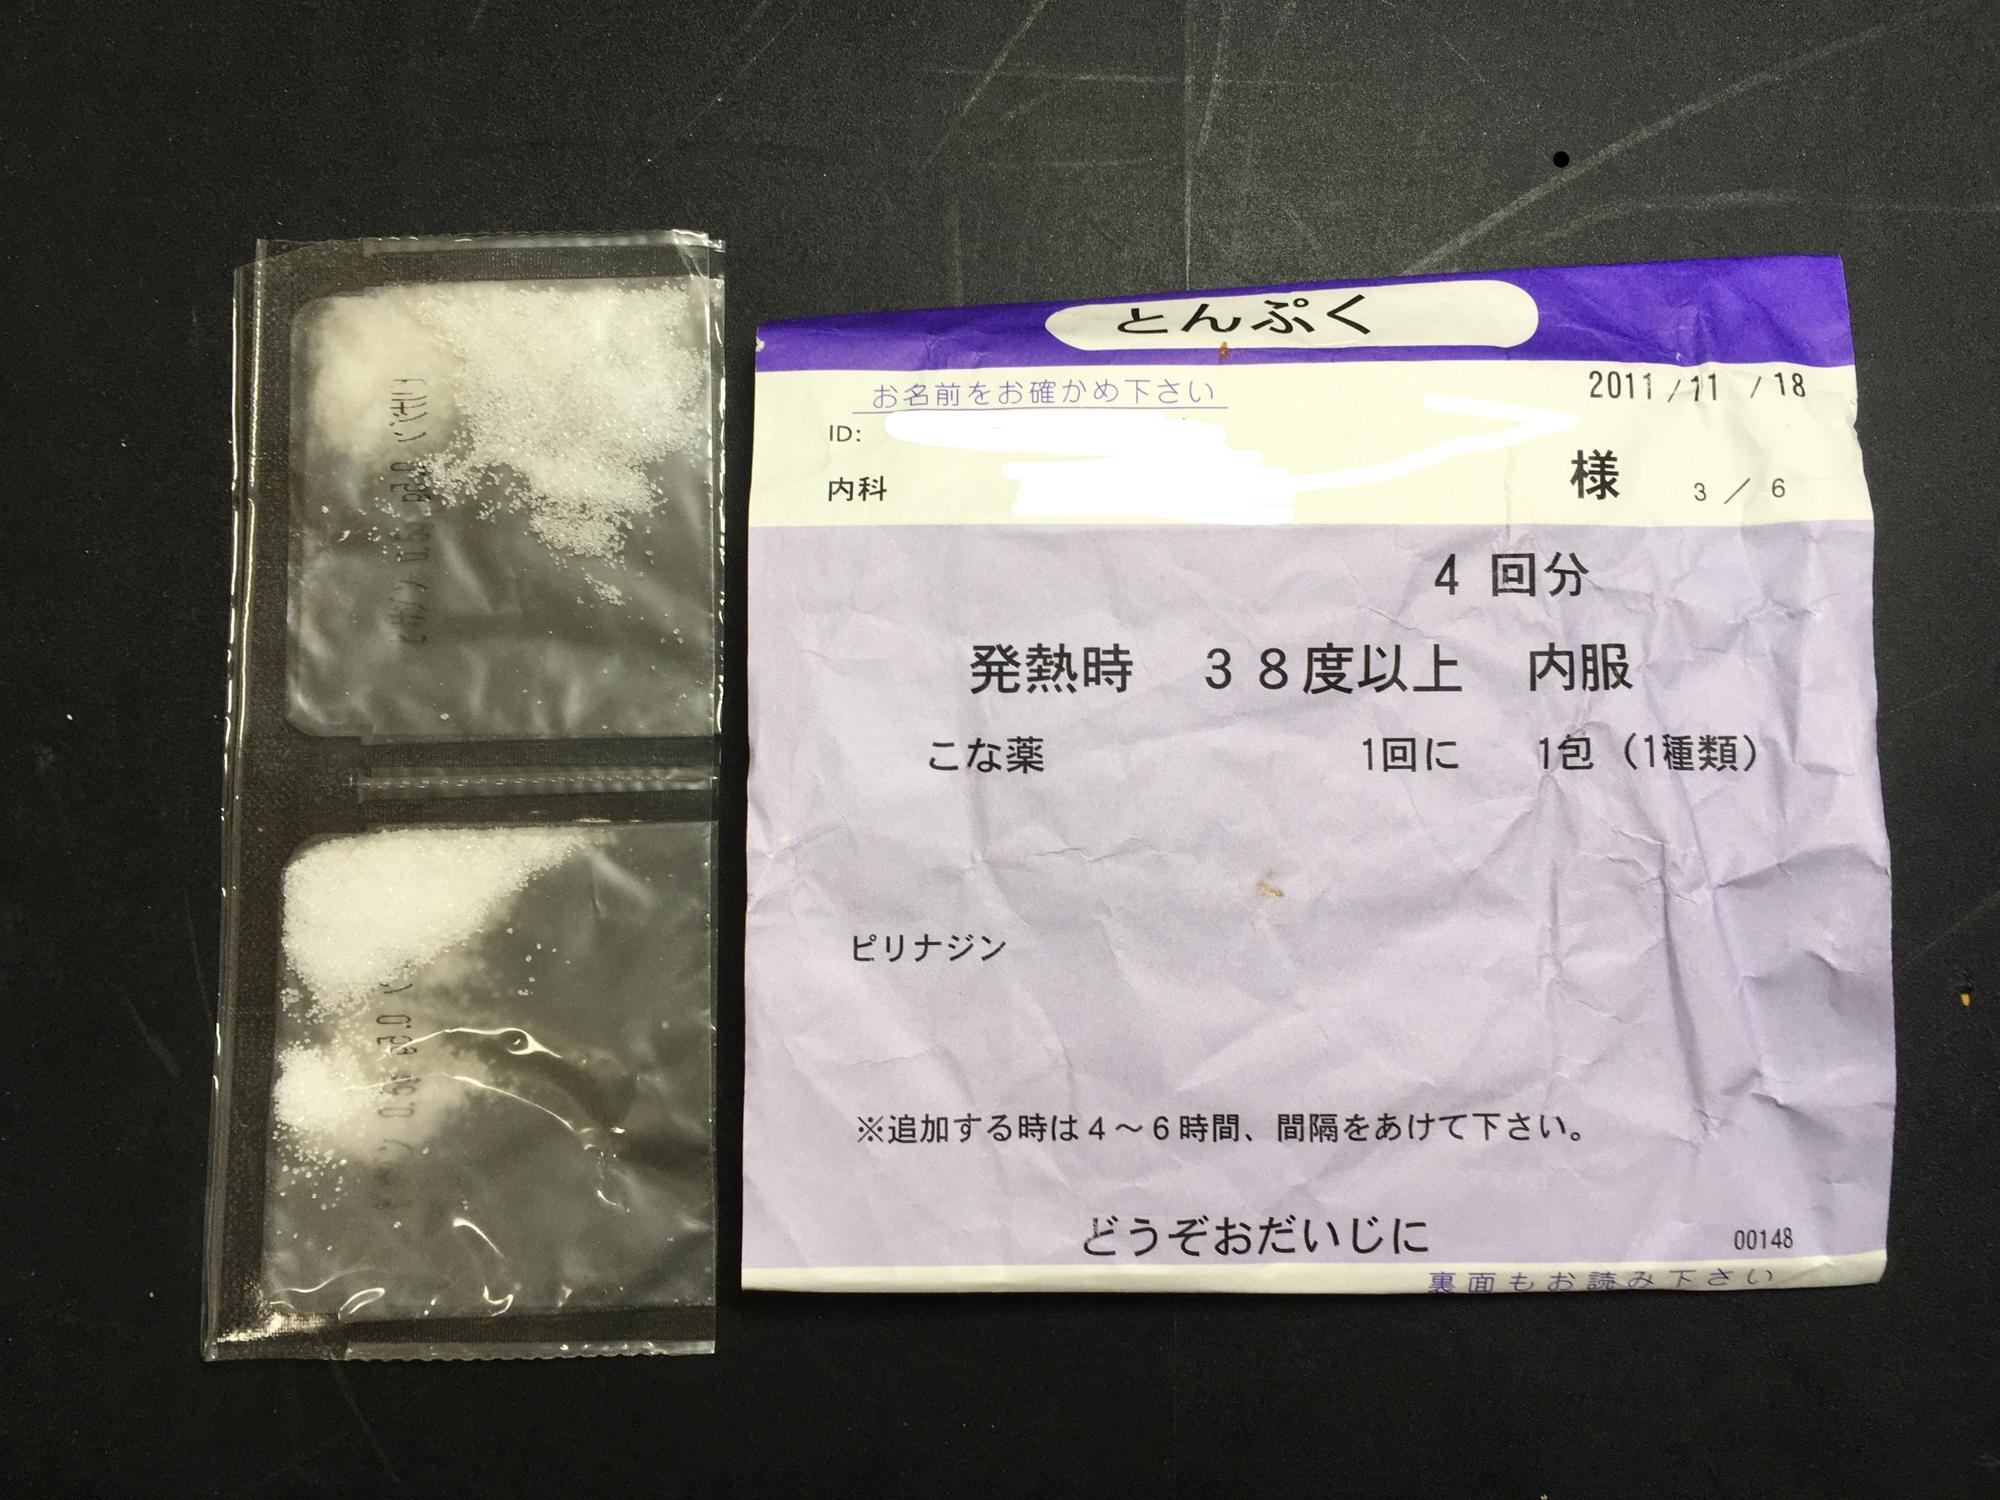 とんぷく
お名前をお確かめ下さい
2011/11/18
ID:
内科 様 3/6
4回分
発熱時 38度以上 内服
こな薬 1回に 1包(1種類)
ピリナジン
※追加する時は4~6時間、間隔をあけて下さい。
どうぞおだいじに
00148
裏面もお読み下さい